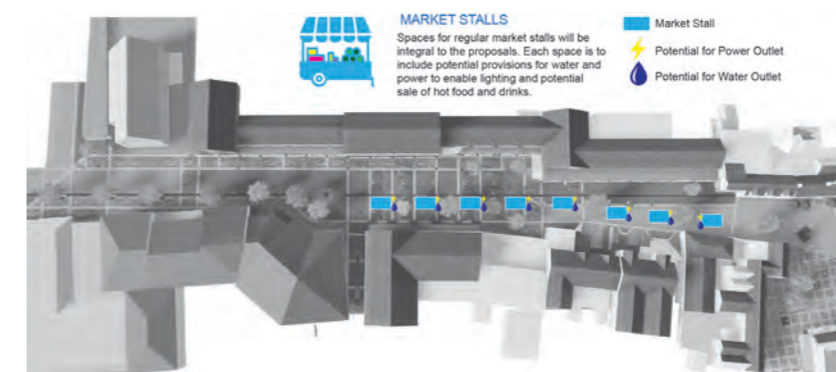 MARKET STALLS
Spaces for regular market stalls will be
integral to the proposals. Each space is to
include potential provisions for water and
power to enable lighting and potential
sale of hot food and drinks.
Market Stall
Potential for Power Outlet
Potential for Water Outlet